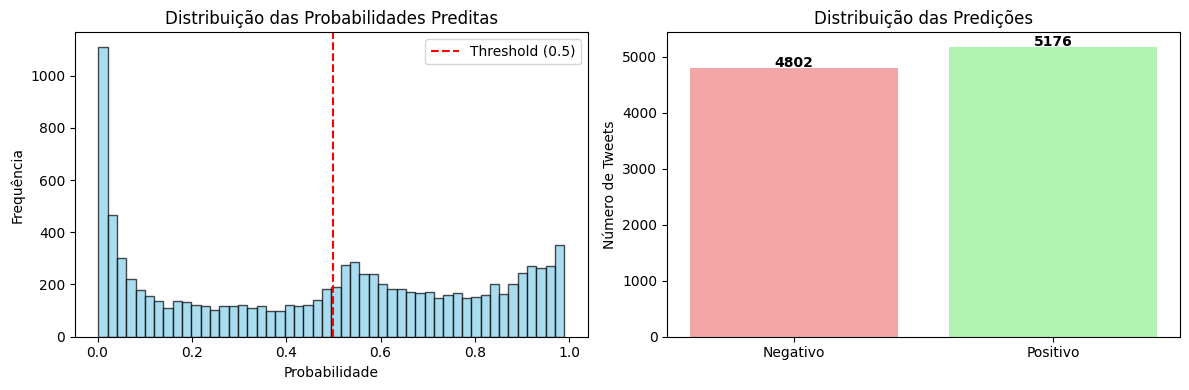 Distribuição das Probabilidades Preditas
Threshold (0.5)
Frequência
1000
800
600
400
200
0
0.0 0.2 0.4 0.6 0.8 1.0
Probabilidade
Distribuição das Predições
Número de Tweets
5000
4000
3000
2000
1000
0
4802
5176
Negativo Positivo